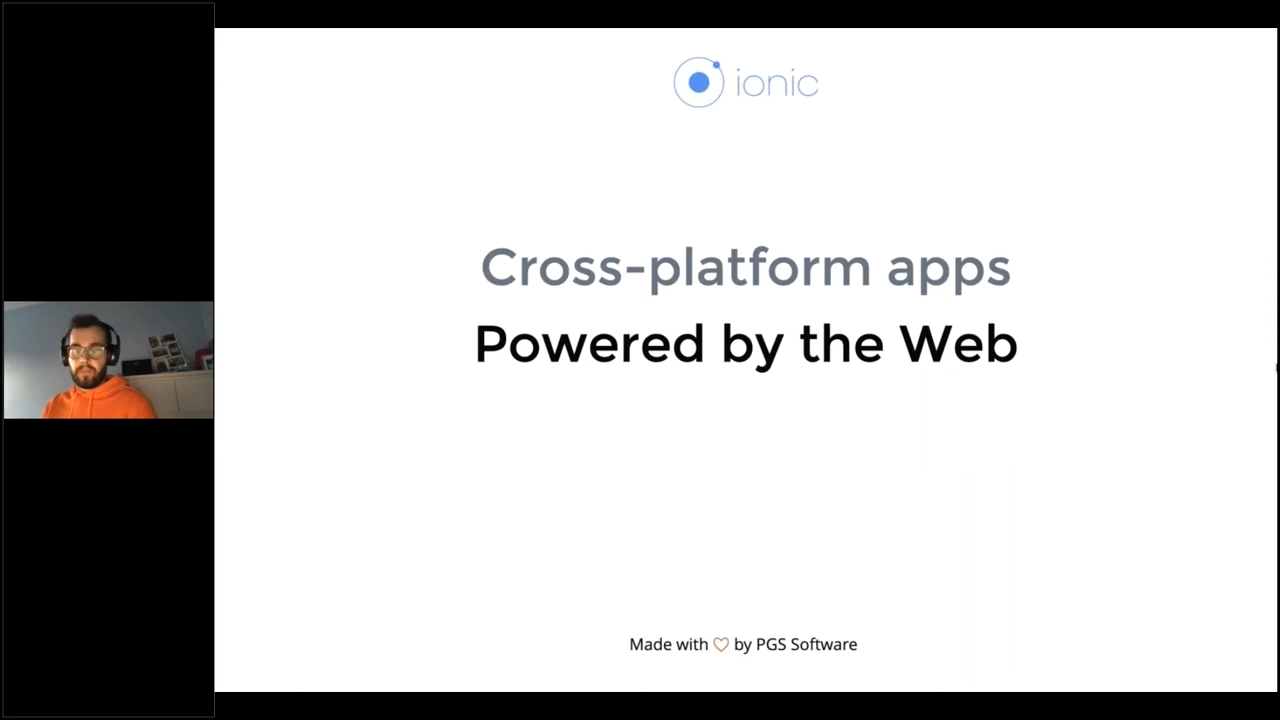 ionic
Cross-platform apps
Powered by the Web
Made with ♡ by PGS Software